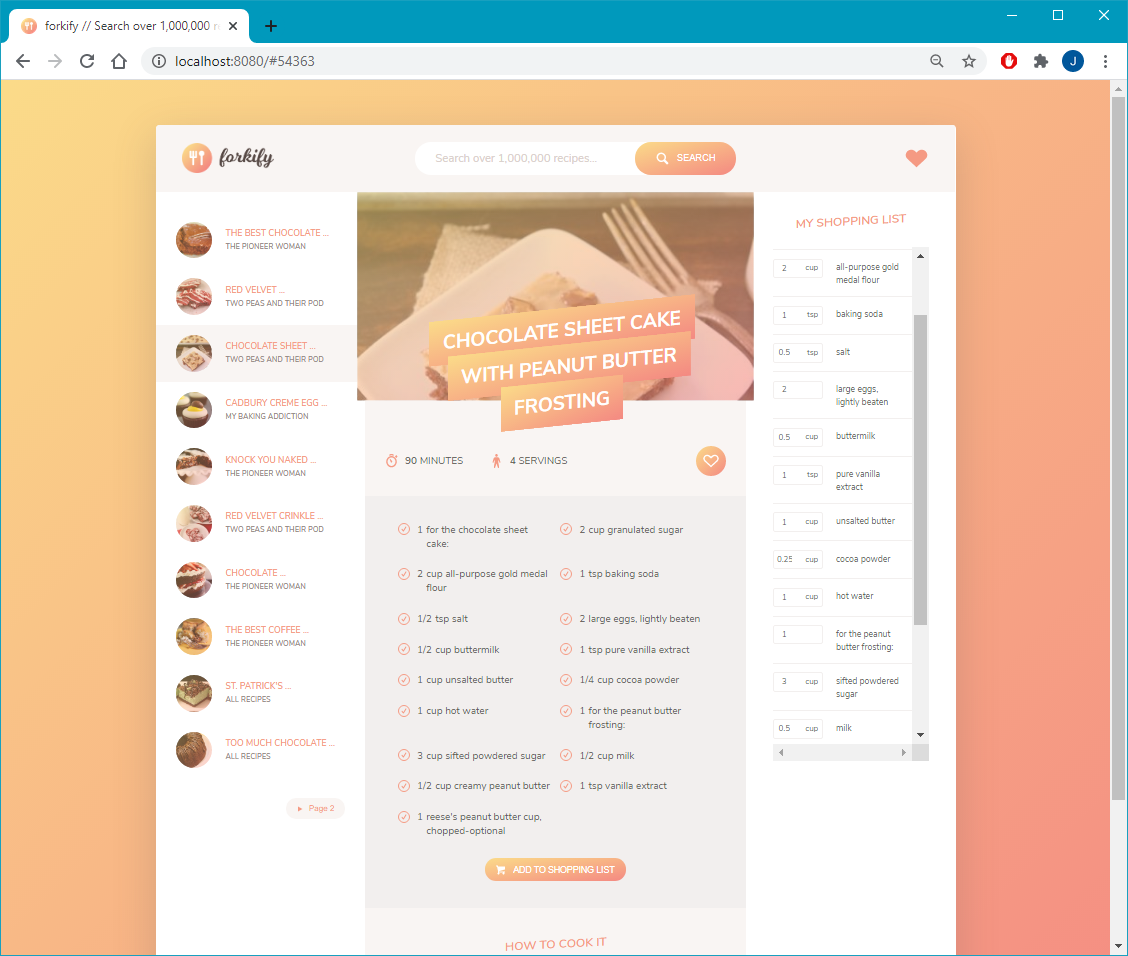 forkify // Search over 1,000,000
localhost:8080/#54363
J
forkify
Search over 1,000,000 recipes...
SEARCH
THE BEST CHOCOLATE ...
THE PIONEER WOMAN
RED VELVET ...
TWO PEAS AND THEIR POD
CHOCOLATE SHEET ...
TWO PEAS AND THEIR POD
CADBURY CREME EGG ...
MY BAKING ADDICTION
KNOCK YOU NAKED ...
THE PIONEER WOMAN
RED VELVET CRINKLE ...
TWO PEAS AND THEIR POD
CHOCOLATE ...
THE PIONEER WOMAN
THE BEST COFFEE ...
THE PIONEER WOMAN
ST. PATRICK'S ...
ALL RECIPES
TOO MUCH CHOCOLATE ...
ALL RECIPES
Page 2
CHOCOLATE SHEET CAKE
WITH PEANUT BUTTER
FROSTING
90 MINUTES
4 SERVINGS
1 for the chocolate sheet
cake:
2 cup granulated sugar
2 cup all-purpose gold medal
flour
1 tsp baking soda
1/2 tsp salt
2 large eggs, lightly beaten
1/2 cup buttermilk
1 tsp pure vanilla extract
1 cup unsalted butter
1/4 cup cocoa powder
1 cup hot water
1 for the peanut butter
frosting:
3 cup sifted powdered sugar
1/2 cup milk
1/2 cup creamy peanut butter
1 tsp vanilla extract
1 reese's peanut butter cup,
chopped-optional
ADD TO SHOPPING LIST
HOW TO COOK IT
MY SHOPPING LIST
2 cup all-purpose gold
medal flour
1 tsp baking soda
0.5 tsp salt
2 large eggs,
lightly beaten
0.5 cup buttermilk
1 tsp pure vanilla
extract
1 cup unsalted butter
0.25 cup cocoa powder
1 cup hot water
1 for the peanut
butter frosting:
3 cup sifted powdered
sugar
0.5 cup milk